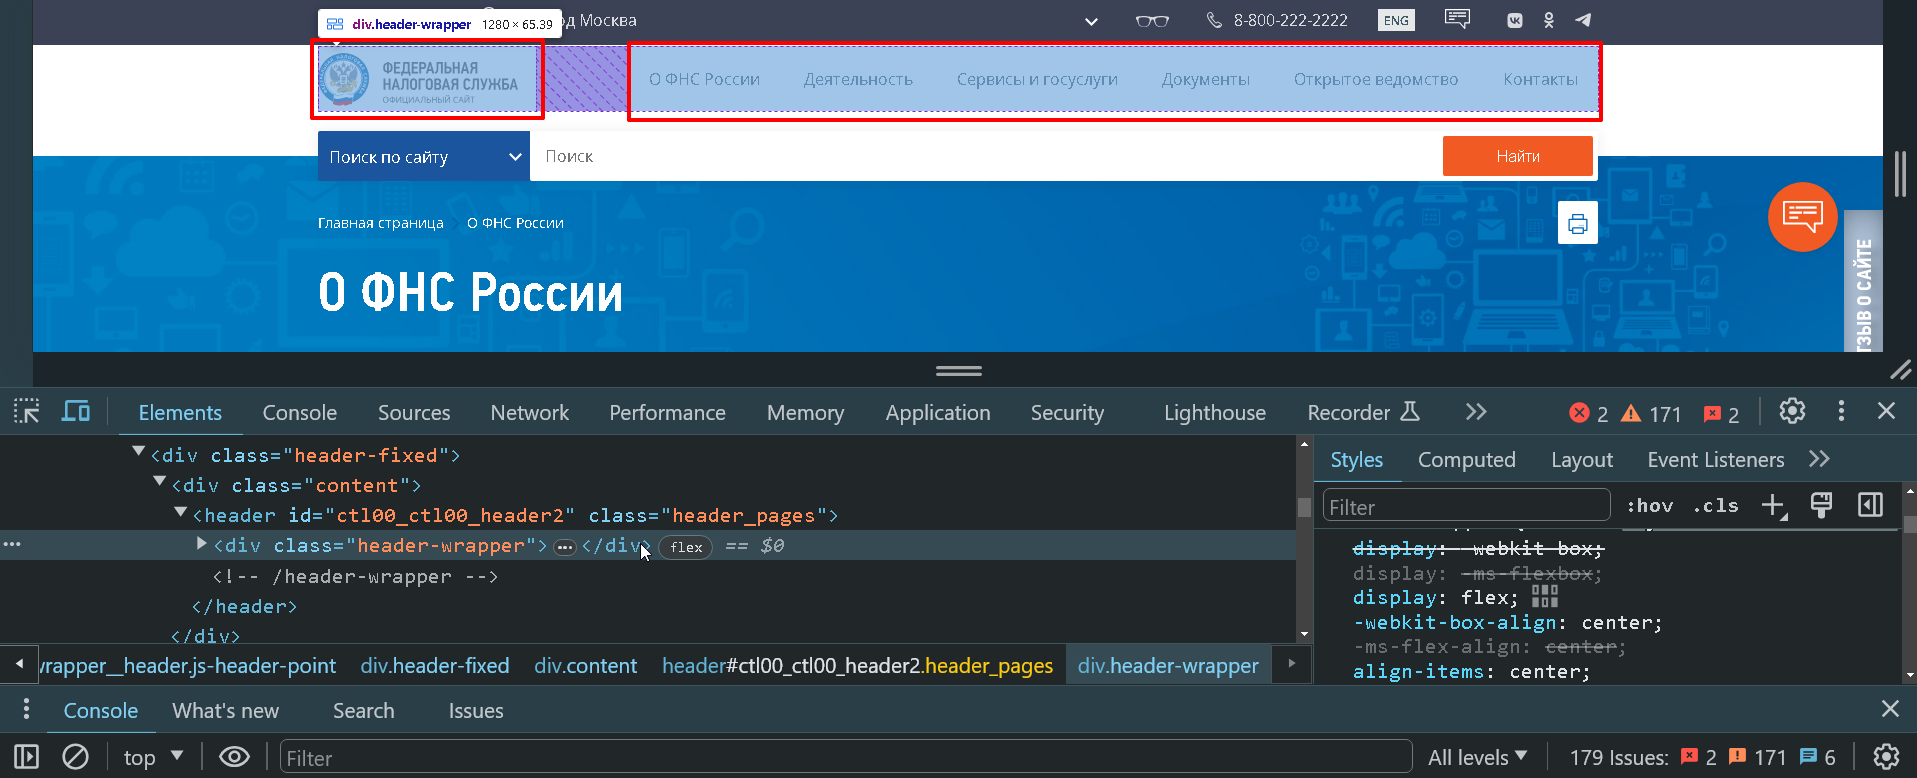 div.header-wrapper 1280 × 65.39
од Москва
8-800-222-2222
ENG
ФЕДЕРАЛЬНАЯ
НАЛОГОВАЯ СЛУЖБА
ОФИЦИАЛЬНЫЙ САЙТ
О ФНС России
Деятельность
Сервисы и госуслуги
Документы
Открытое ведомство
Контакты
Поиск по сайту
Поиск
Найти
Главная страница
О ФНС России
О ФНС России
ТЗЫВ О САЙТЕ
Elements Console Sources Network Performance Memory Application Security Lighthouse Recorder
2 171 2
<div class="header-fixed">
<div class="content">
<header id="ctl00_ctl00_header2" class="header_pages">
<div class="header-wrapper"> ••• </div> flex == $0
<!-- /header-wrapper -->
</header>
</div>
Styles Computed Layout Event Listeners
Filter
:hov .cls
display: -webkit-box;
display: -ms-flexbox;
display: flex;
-webkit-box-align: center;
-ms-flex-align: center;
align-items: center;
wrapper__header.js-header-point div.header-fixed div.content header#ctl00_ctl00_header2.header_pages div.header-wrapper
Console What's new Search Issues
top
Filter
All levels
179 Issues: 2 171 6